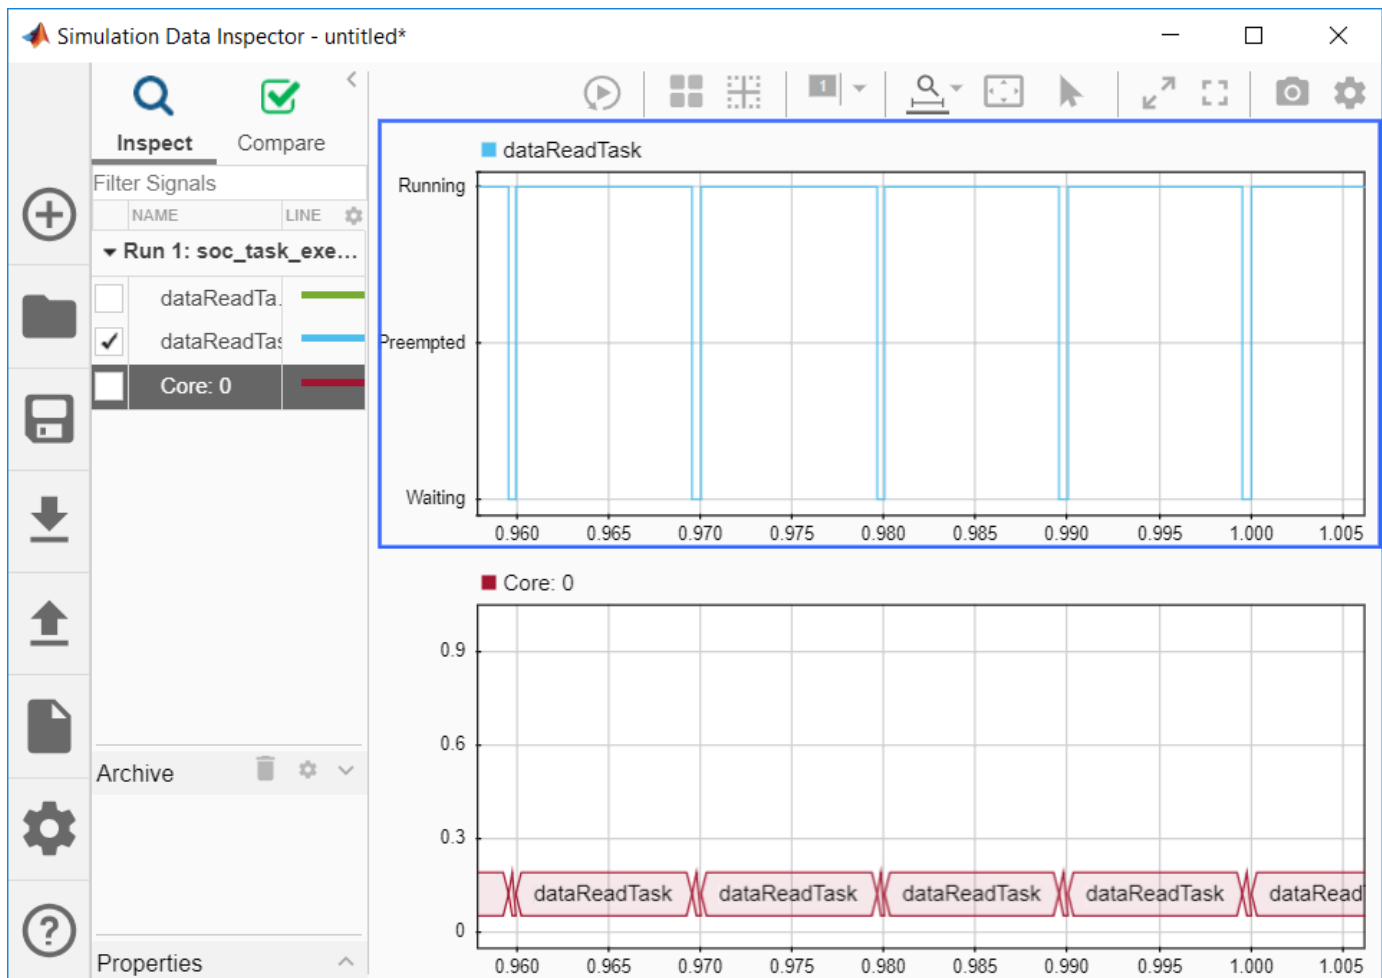 Simulation Data Inspector - untitled*
Inspect Compare
Filter Signals
NAME LINE
Run 1: soc_task_exe...
dataReadTa.
dataReadTas
Core: 0
Archive
Properties
1
dataReadTask
Running
Preempted
Waiting
0.960 0.965 0.970 0.975 0.980 0.985 0.990 0.995 1.000 1.005
Core: 0
0.9
0.6
0.3
0
dataReadTask dataReadTask dataReadTask dataReadTask dataReadT
0.960 0.965 0.970 0.975 0.980 0.985 0.990 0.995 1.000 1.005